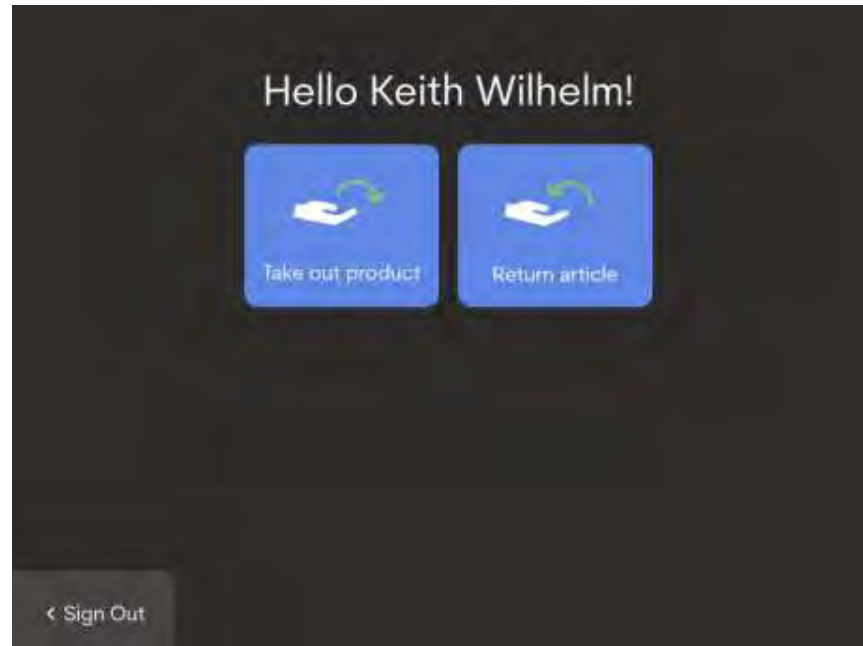 Hello Keith Wilhelm!
Take out product
Return article
< Sign Out